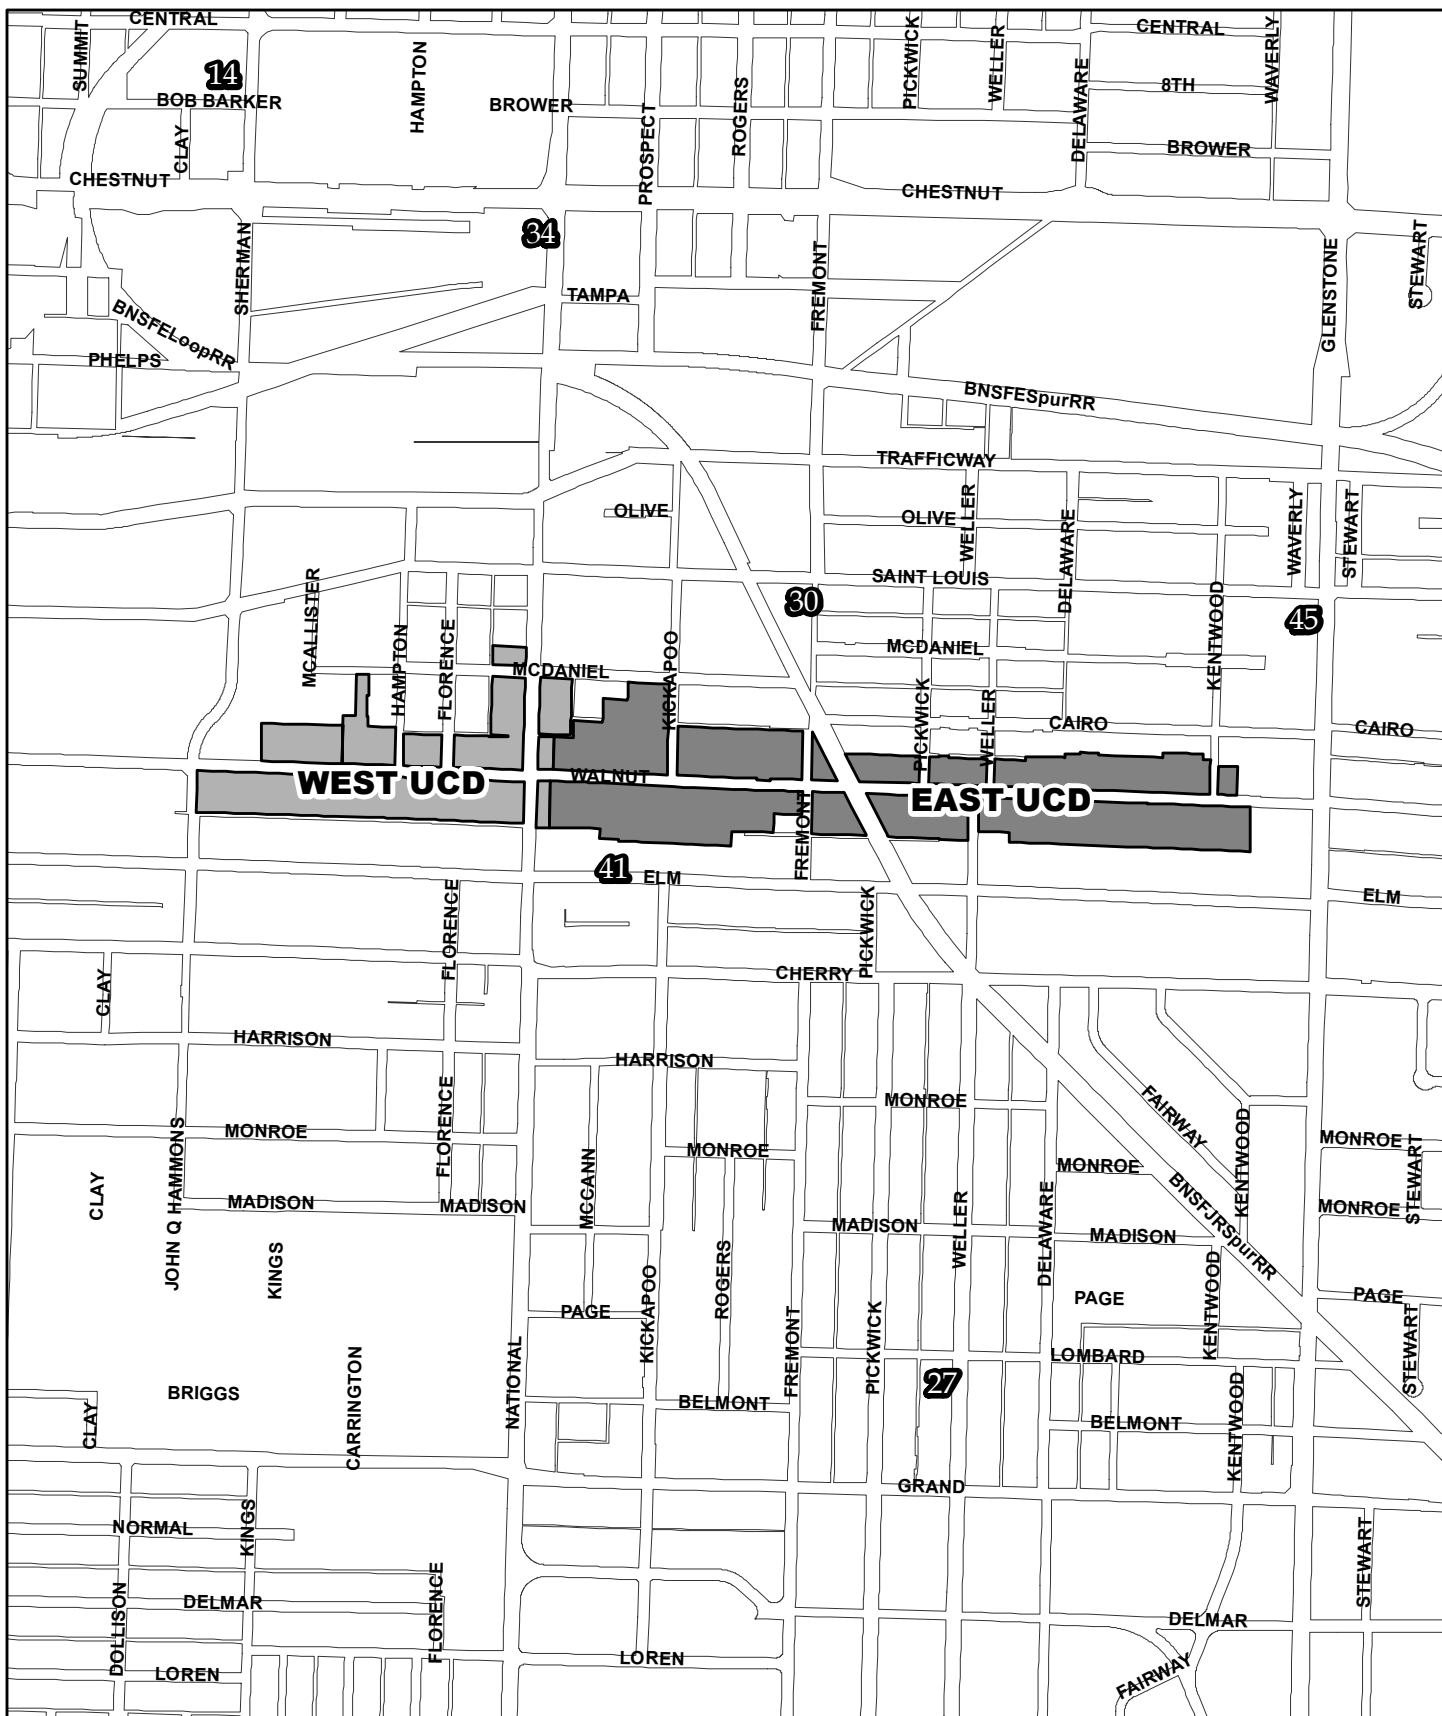 CENTRAL
SUMMIT
HAMPTON
PICKWICK
WELLER
CENTRAL
WAVERLY
14
BOB BARKER
BROWER
PROSPECT
ROGERS
DELAWARE
8TH
CLAY
BROWER
CHESTNUT
CHESTNUT
SHERMAN
34
FREMONT
GLENSTONE
STEWART
TAMPA
BNSFELoopRR
PHELPS
BNSFESpurRR
TRAFFICWAY
OLIVE
OLIVE
WELLER
DELAWARE
WAVERLY
STEWART
SAINT LOUIS
MCALLISTER
30
45
KENTWOOD
HAMPTON
FLORENCE
MCDANIEL
KICKAPOO
MCDANIEL
PICKWICK
WELLER
CAIRO
CAIRO
WALNUT
WEST UCD
EAST UCD
FREMONT
41
ELM
ELM
FLORENCE
PICKWICK
CLAY
CHERRY
HARRISON
HARRISON
FLORENCE
MONROE
FAIRWAY
KENTWOOD
JOHN Q HAMMONS
MONROE
MONROE
MONROE
MONROE
STEWART
CLAY
MADISON
MADISON
MCCANN
MADISON
WELLER
DELAWARE
BNSFJRSpurRR
MONROE
MADISON
KINGS
KICKAPOO
ROGERS
PAGE
PAGE
PAGE
FREMONT
PICKWICK
KENTWOOD
STEWART
NATIONAL
CARRINGTON
LOMBARD
27
BRIGGS
BELMONT
CLAY
BELMONT
KENTWOOD
GRAND
NORMAL
KINGS
STEWART
DOLLISON
DELMAR
FLORENCE
DELMAR
LOREN
LOREN
FAIRWAY